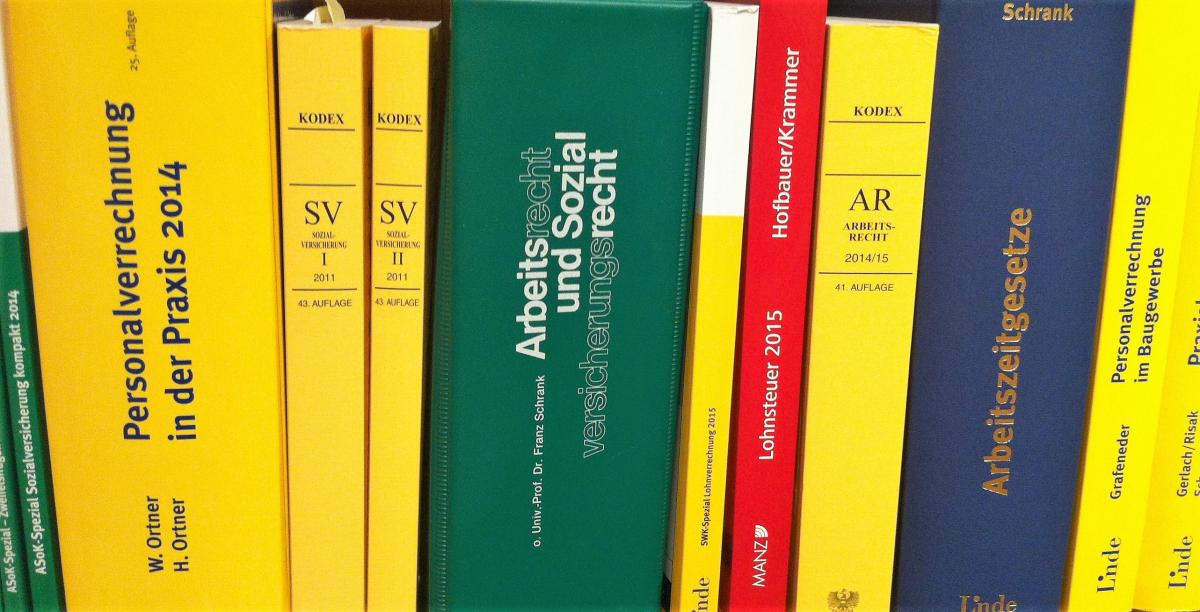 ASoK-Spezial –
ASoK-Spezial Sozialversicherung kompakt 2014
25. Auflage
Personalverrechnung
in der Praxis 2014
W. Ortner
H. Ortner
KODEX
SV
SOZIAL-
VERSICHERUNG
I
2011
43. AUFLAGE
KODEX
SV
SOZIAL-
VERSICHERUNG
II
2011
43. AUFLAGE
o. Univ.-Prof. Dr. Franz Schrank
Arbeitsrecht
und Sozial
versicherungsrecht
SWK-Spezial Lohnverrechnung 2015
Hofbauer/Krammer
Lohnsteuer 2015
MANZ
KODEX
AR
ARBEITS-
RECHT
2014/15
41. AUFLAGE
Schrank
Arbeitszeitgesetze
Linde
Personalverrechnung
im Baugewerbe
Grafeneder
Linde
Gerlach/Risak
Linde